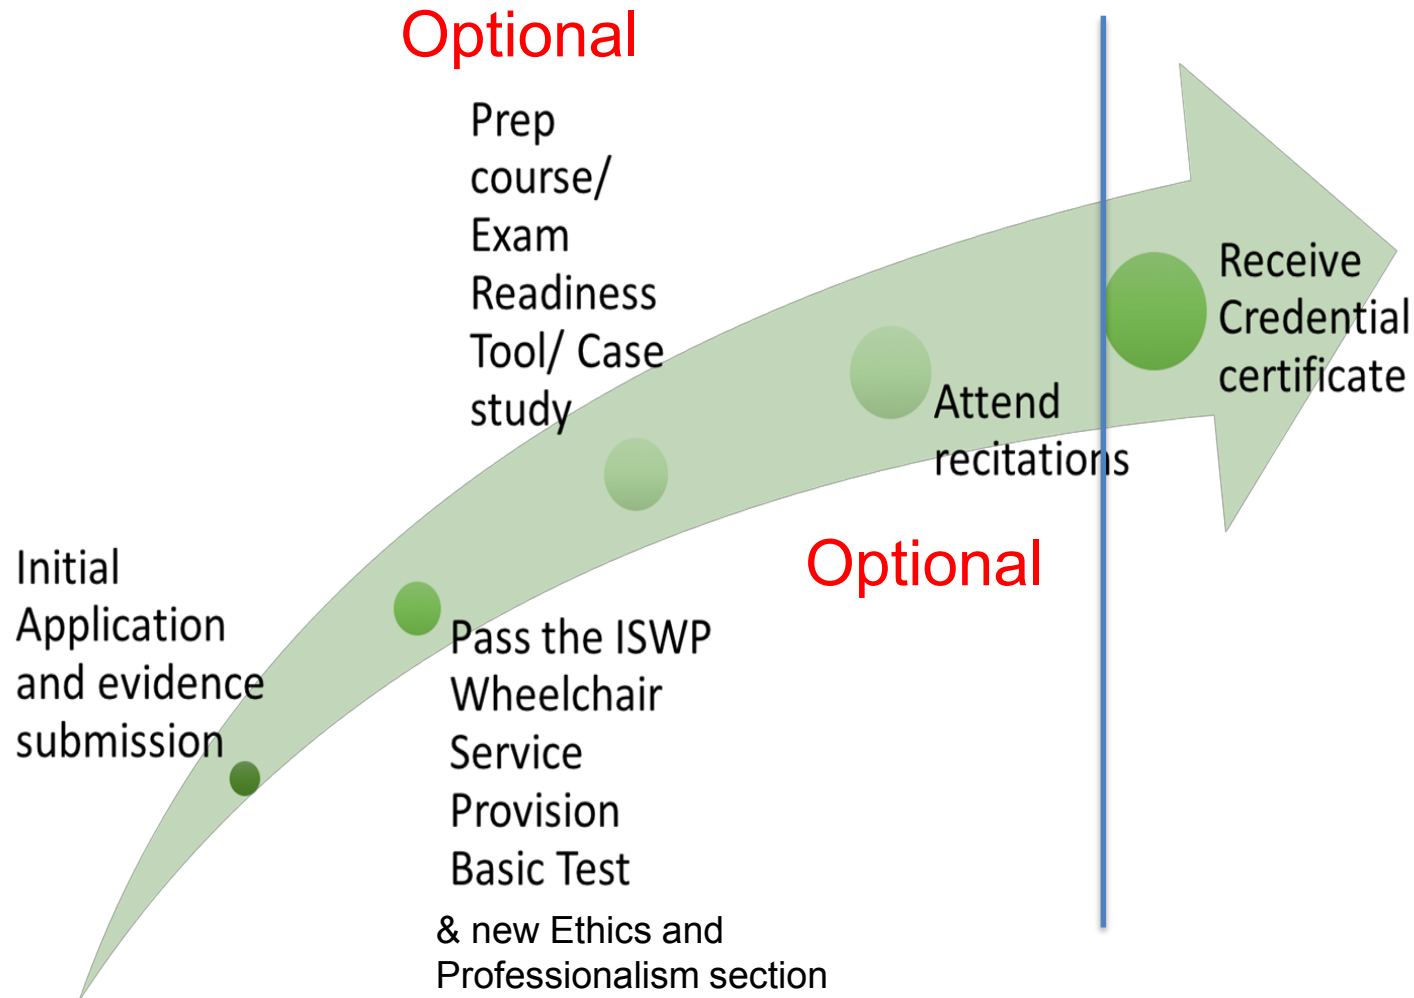 Optional
Prep
course/
Exam
Readiness
Tool/ Case
study
Receive
Credential
certificate
Attend
recitations
Optional
Initial
Application
and evidence
submission
Pass the ISWP
Wheelchair
Service
Provision
Basic Test
& new Ethics and
Professionalism section